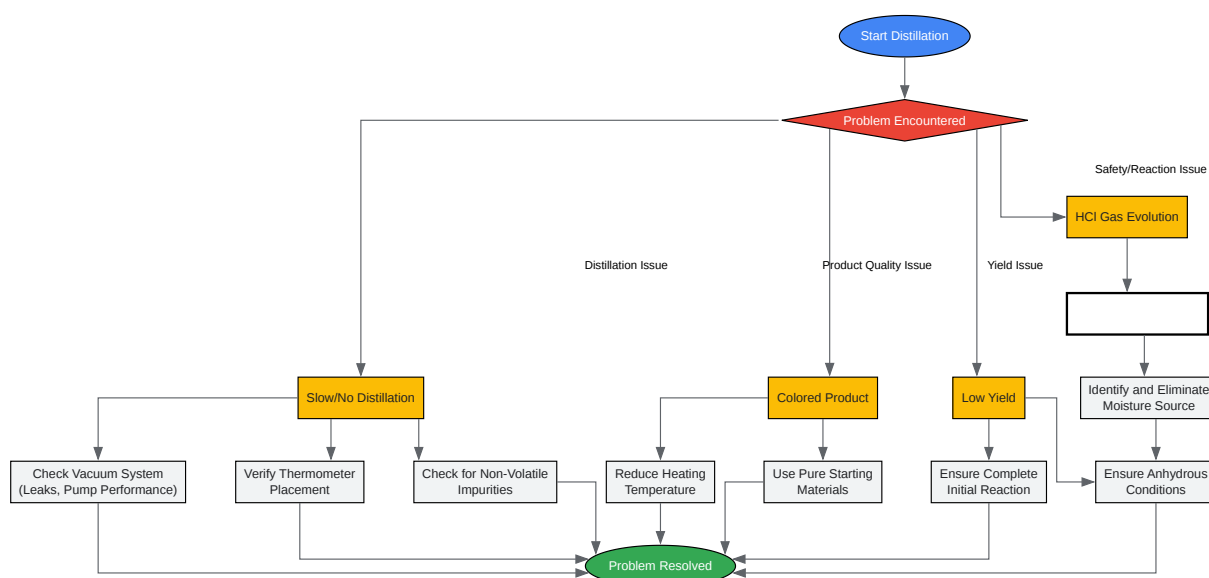 Start Distillation
Problem Encountered
Safety/Reaction Issue
HCl Gas Evolution
Distillation Issue
Product Quality Issue
Yield Issue
Slow/No Distillation
Colored Product
Low Yield
Identify and Eliminate
Moisture Source
Check Vacuum System
(Leaks, Pump Performance)
Verify Thermometer
Placement
Check for Non-Volatile
Impurities
Reduce Heating
Temperature
Use Pure Starting
Materials
Ensure Complete
Initial Reaction
Ensure Anhydrous
Conditions
Problem Resolved